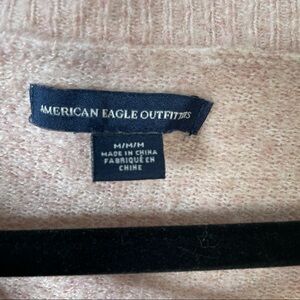 AMERICAN EAGLE OUTFITTERS
M/M/M
MADE IN CHINA
FABRIQUÉ EN
CHINE